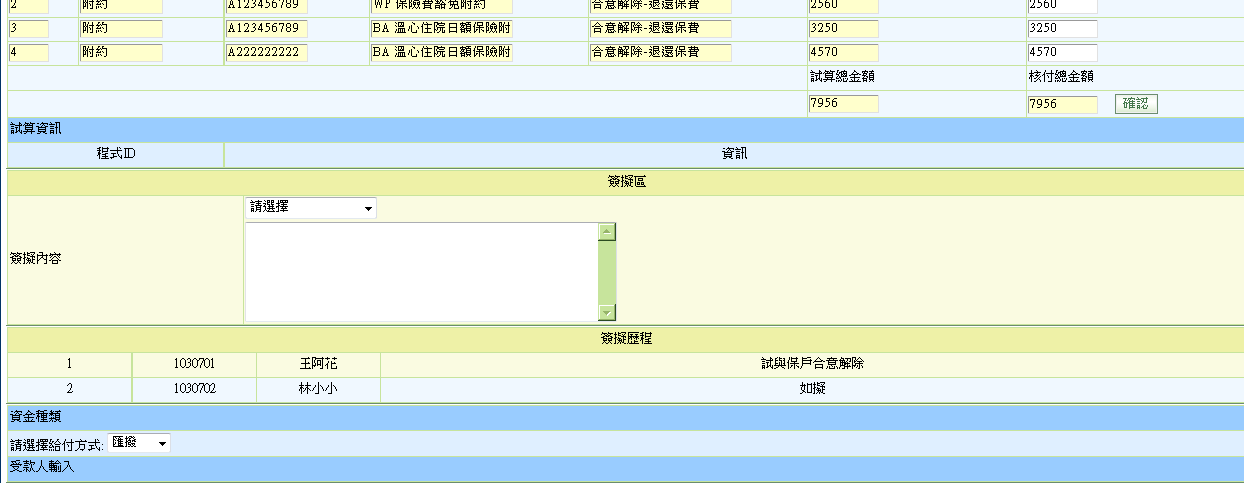 2 附約 A123456789 WP 保險費豁免附約 合意解除-退還保費 2560 2560
3 附約 A123456789 BA 溫心住院日額保險附 合意解除-退還保費 3250 3250
4 附約 A222222222 BA 溫心住院日額保險附 合意解除-退還保費 4570 4570
試算總金額 核付總金額
7956 7956 確認
試算資訊
程式ID 資訊
簽擬區
請選擇
簽擬內容
簽擬歷程
1 1030701 王阿花 試與保戶合意解除
2 1030702 林小小 如擬
資金種類
請選擇給付方式: 匯撥
受款人輸入